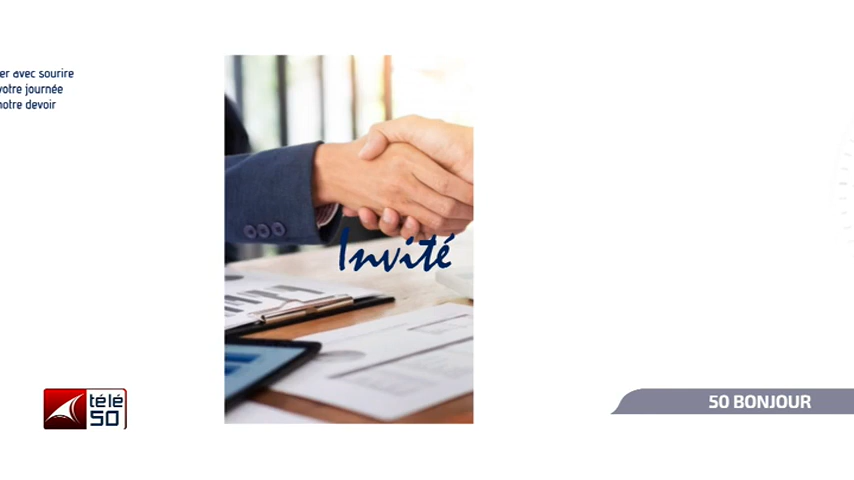 er avec sourire
votre journée
notre devoir
Invité
télé
50
50 BONJOUR